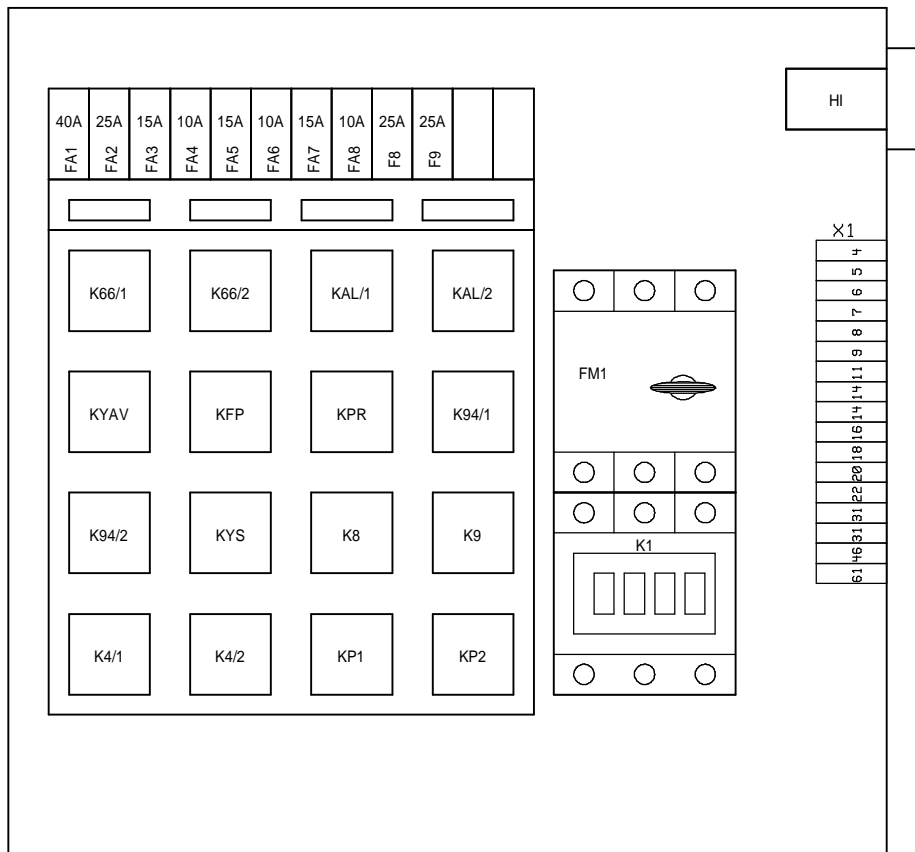 HI
40A 25A 15A 10A 15A 10A 15A 10A 25A 25A
FA1 FA2 FA3 FA4 FA5 FA6 FA7 FA8 F8 F9
X1
4
5
6
7
8
9
11
14
14
16
18
20
22
31
31
46
61
K66/1 K66/2 KAL/1 KAL/2
FM1
KYAV KFP KPR K94/1
K94/2 KYS K8 K9
K1
K4/1 K4/2 KP1 KP2